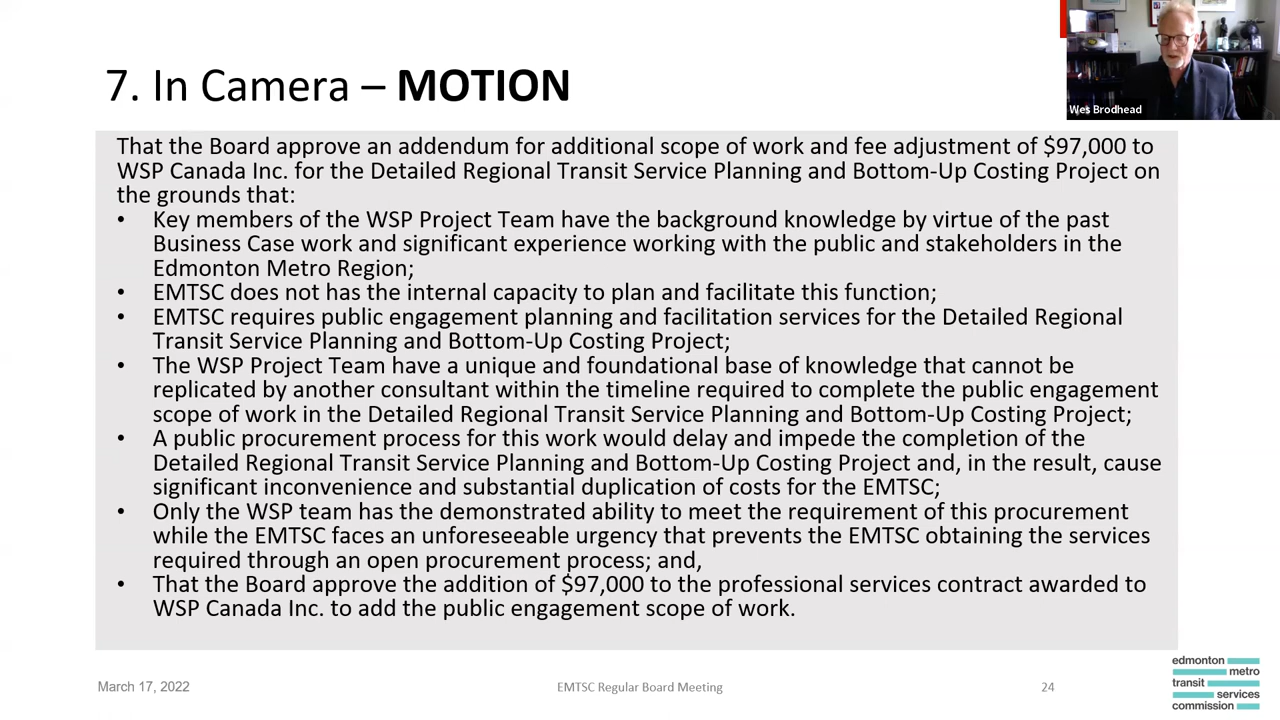 7. In Camera – MOTION
Wes Brodhead
That the Board approve an addendum for additional scope of work and fee adjustment of $97,000 to
WSP Canada Inc. for the Detailed Regional Transit Service Planning and Bottom-Up Costing Project on
the grounds that:
• Key members of the WSP Project Team have the background knowledge by virtue of the past
Business Case work and significant experience working with the public and stakeholders in the
Edmonton Metro Region;
• EMTSC does not has the internal capacity to plan and facilitate this function;
• EMTSC requires public engagement planning and facilitation services for the Detailed Regional
Transit Service Planning and Bottom-Up Costing Project;
• The WSP Project Team have a unique and foundational base of knowledge that cannot be
replicated by another consultant within the timeline required to complete the public engagement
scope of work in the Detailed Regional Transit Service Planning and Bottom-Up Costing Project;
• A public procurement process for this work would delay and impede the completion of the
Detailed Regional Transit Service Planning and Bottom-Up Costing Project and, in the result, cause
significant inconvenience and substantial duplication of costs for the EMTSC;
• Only the WSP team has the demonstrated ability to meet the requirement of this procurement
while the EMTSC faces an unforeseeable urgency that prevents the EMTSC obtaining the services
required through an open procurement process; and,
• That the Board approve the addition of $97,000 to the professional services contract awarded to
WSP Canada Inc. to add the public engagement scope of work.
March 17, 2022
EMTSC Regular Board Meeting
24
edmonton
metro
transit
services
commission